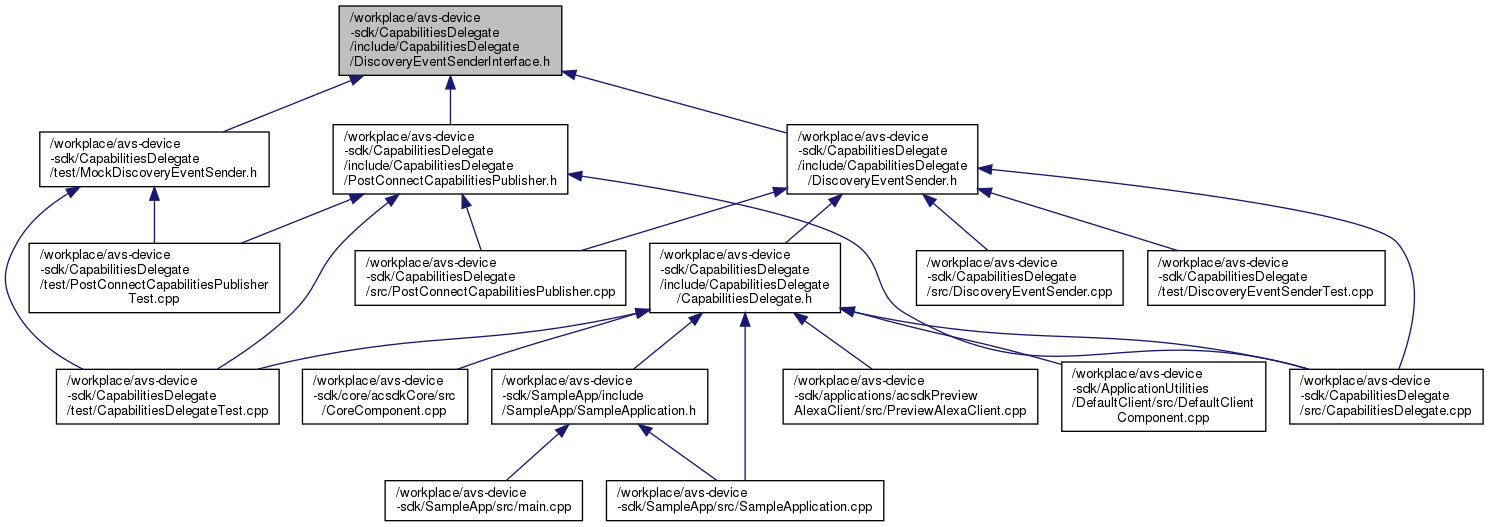 /workplace/avs-device
-sdk/CapabilitiesDelegate
/include/CapabilitiesDelegate
/DiscoveryEventSenderInterface.h
/workplace/avs-device
-sdk/CapabilitiesDelegate
/test/MockDiscoveryEventSender.h
/workplace/avs-device
-sdk/CapabilitiesDelegate
/include/CapabilitiesDelegate
/PostConnectCapabilitiesPublisher.h
/workplace/avs-device
-sdk/CapabilitiesDelegate
/include/CapabilitiesDelegate
/DiscoveryEventSender.h
/workplace/avs-device
-sdk/CapabilitiesDelegate
/test/PostConnectCapabilitiesPublisher
Test.cpp
/workplace/avs-device
-sdk/CapabilitiesDelegate
/src/PostConnectCapabilitiesPublisher.cpp
/workplace/avs-device
-sdk/CapabilitiesDelegate
/include/CapabilitiesDelegate
/CapabilitiesDelegate.h
/workplace/avs-device
-sdk/CapabilitiesDelegate
/src/DiscoveryEventSender.cpp
/workplace/avs-device
-sdk/CapabilitiesDelegate
/test/DiscoveryEventSenderTest.cpp
/workplace/avs-device
-sdk/CapabilitiesDelegate
/test/CapabilitiesDelegateTest.cpp
/workplace/avs-device
-sdk/core/acsdkCore/src
/CoreComponent.cpp
/workplace/avs-device
-sdk/SampleApp/include
/SampleApp/SampleApplication.h
/workplace/avs-device
-sdk/applications/acsdkPreview
AlexaClient/src/PreviewAlexaClient.cpp
/workplace/avs-device
-sdk/ApplicationUtilities
/DefaultClient/src/DefaultClient
Component.cpp
/workplace/avs-device
-sdk/CapabilitiesDelegate
/src/CapabilitiesDelegate.cpp
/workplace/avs-device
-sdk/SampleApp/src/main.cpp
/workplace/avs-device
-sdk/SampleApp/src/SampleApplication.cpp